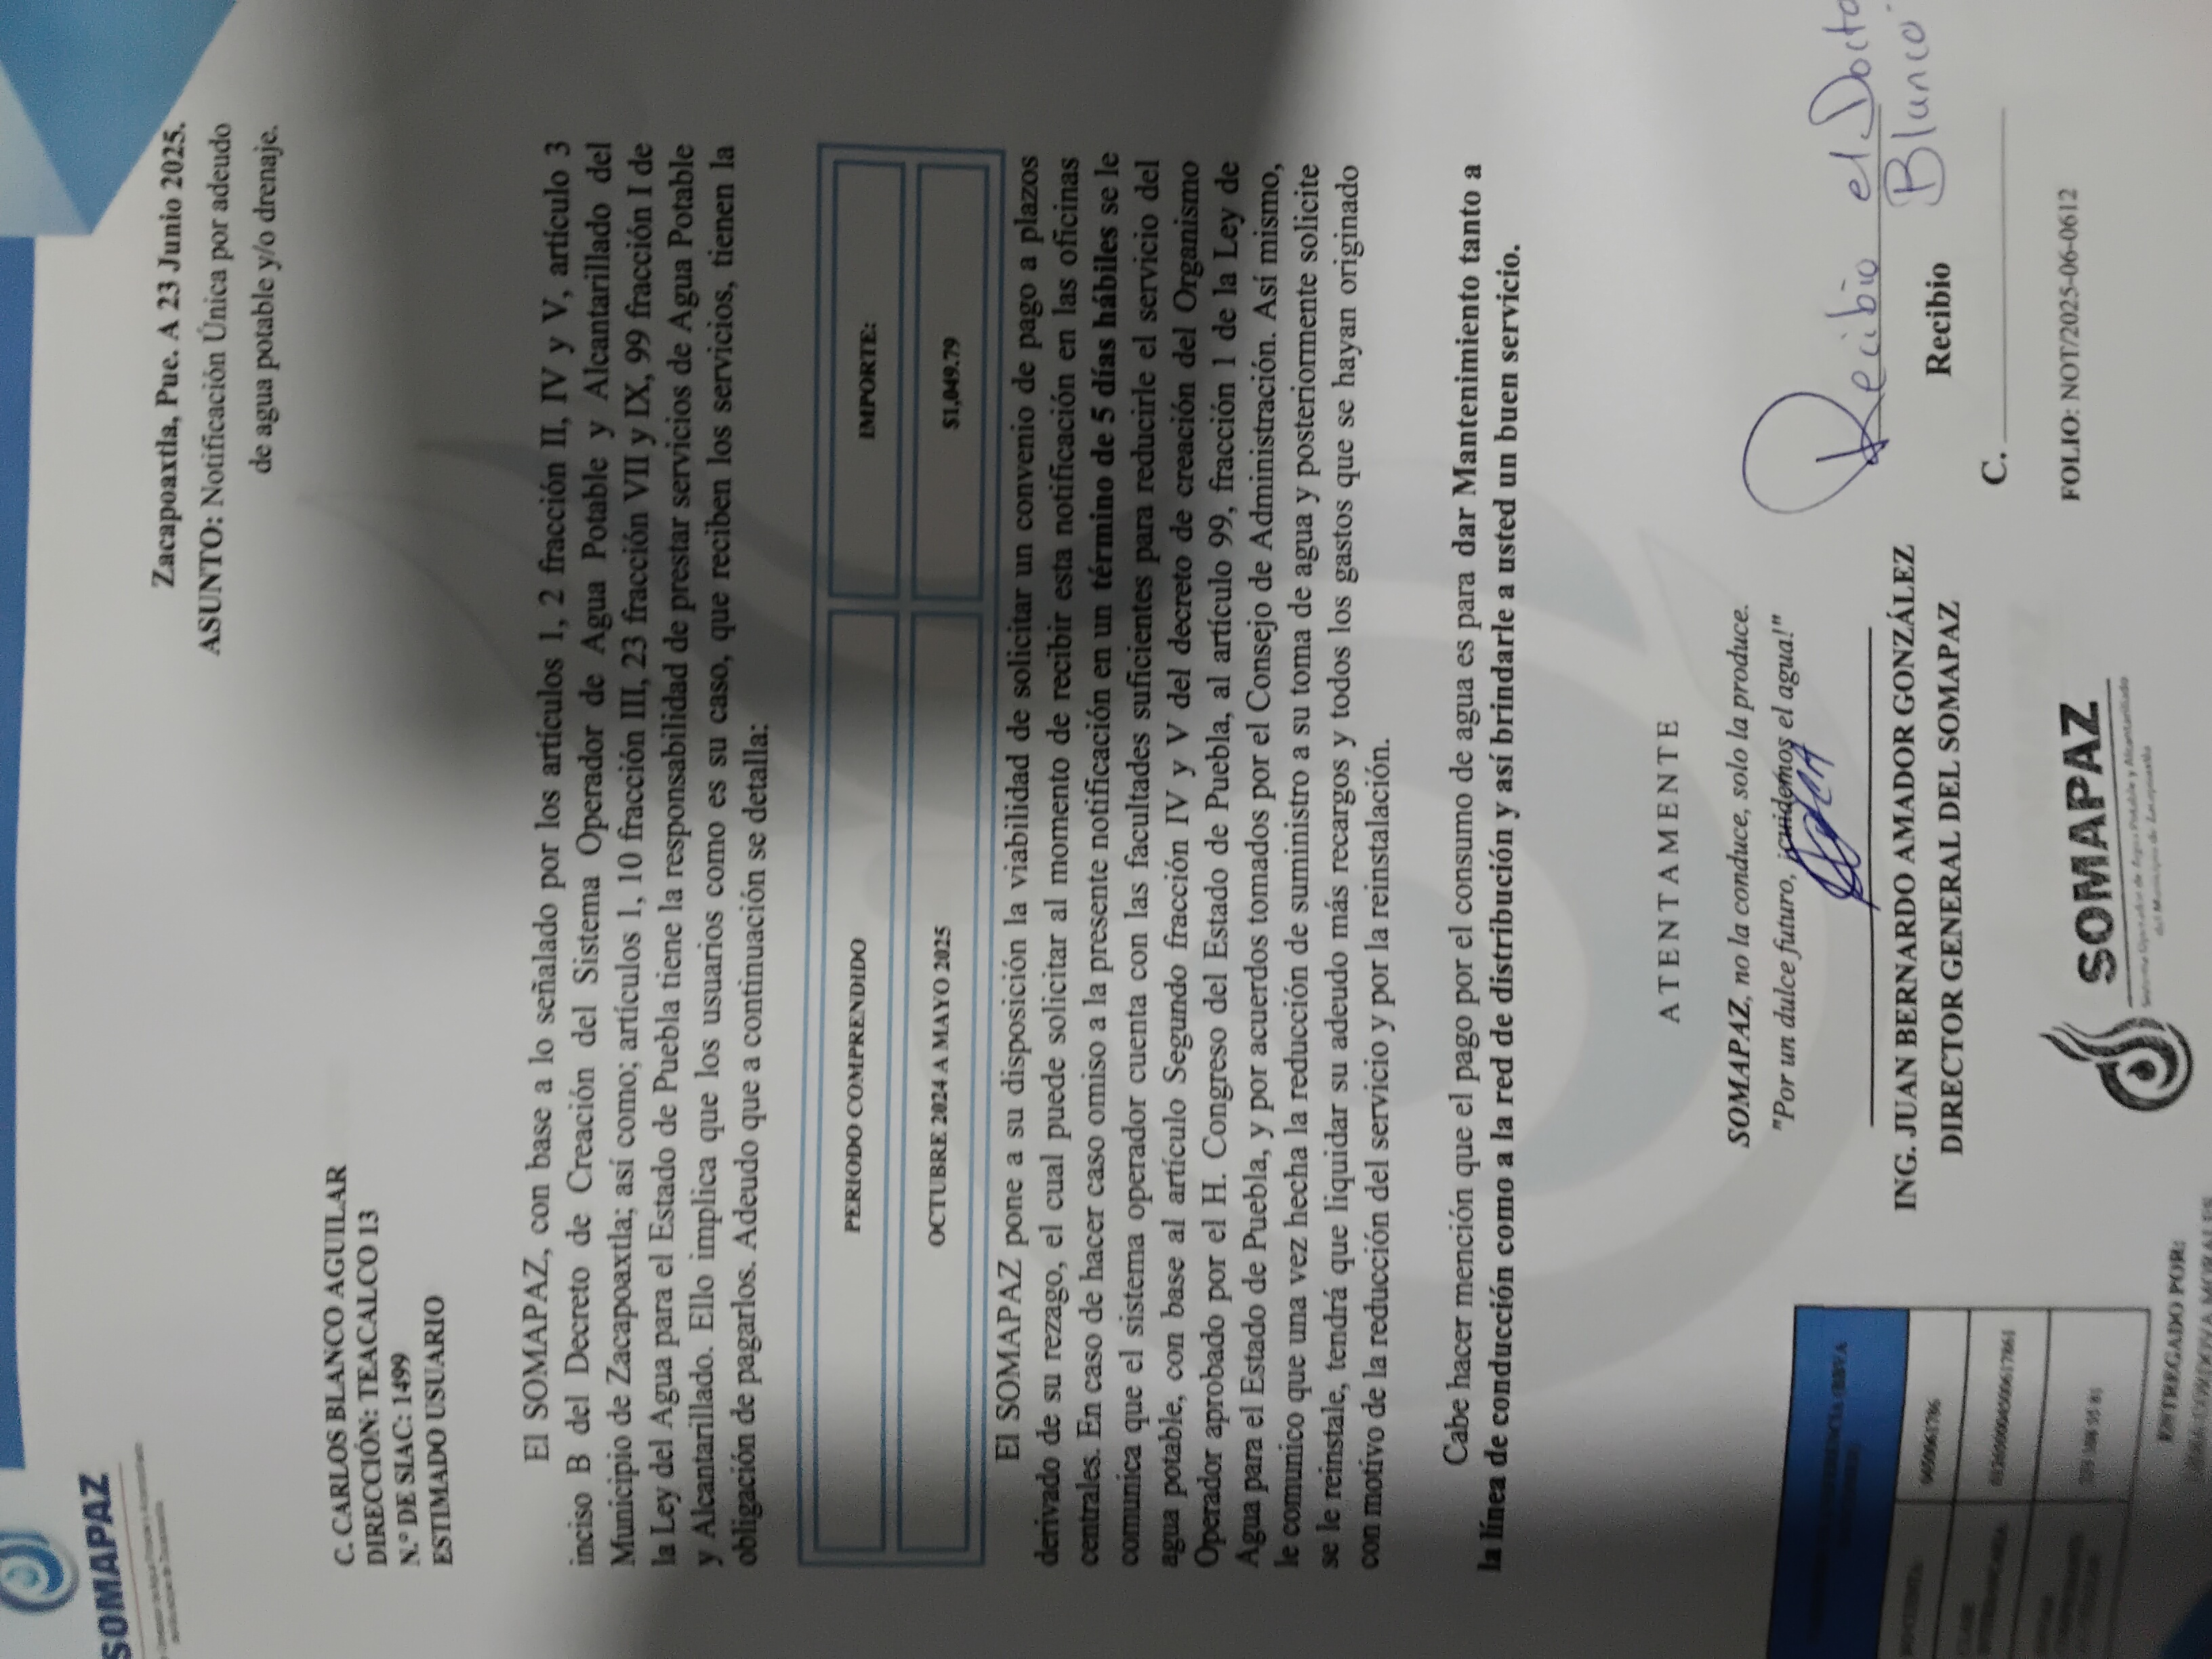 SOMAPAZ
Zacapoaxtla, Pue. A 23 Junio 2025.
ASUNTO: Notificación Única por adeudo
de agua potable y/o drenaje.
C. CARLOS BLANCO AGUILAR
DIRECCIÓN: TEACALCO 13
N.º DE SIAC: 1499
ESTIMADO USUARIO
El SOMAPAZ, con base a lo señalado por los artículos 1, 2 fracción II, IV y V, artículo 3
inciso B del Decreto de Creación del Sistema Operador de Agua Potable y Alcantarillado del
Municipio de Zacapoaxtla; así como; artículos 1, 10 fracción III, 23 fracción VII y IX, 99 fracción I de
la Ley del Agua para el Estado de Puebla tiene la responsabilidad de prestar servicios de Agua Potable
y Alcantarillado. Ello implica que los usuarios como es su caso, que reciben los servicios, tienen la
obligación de pagarlos. Adeudo que a continuación se detalla:
PERIODO COMPRENDIDO IMPORTE:
OCTUBRE 2024 A MAYO 2025 $1,049.79
El SOMAPAZ pone a su disposición la viabilidad de solicitar un convenio de pago a plazos
derivado de su rezago, el cual puede solicitar al momento de recibir esta notificación en las oficinas
centrales. En caso de hacer caso omiso a la presente notificación en un término de 5 días hábiles se le
comunica que el sistema operador cuenta con las facultades suficientes para reducirle el servicio del
agua potable, con base al artículo Segundo fracción IV y V del decreto de creación del Organismo
Operador aprobado por el H. Congreso del Estado de Puebla, al artículo 99, fracción 1 de la Ley de
Agua para el Estado de Puebla, y por acuerdos tomados por el Consejo de Administración. Así mismo,
le comunico que una vez hecha la reducción de suministro a su toma de agua y posteriormente solicite
se le reinstale, tendrá que liquidar su adeudo más recargos y todos los gastos que se hayan originado
con motivo de la reducción del servicio y por la reinstalación.
Cabe hacer mención que el pago por el consumo de agua es para dar Mantenimiento tanto a
la línea de conducción como a la red de distribución y así brindarle a usted un buen servicio.
ATENTAMENTE
SOMAPAZ, no la conduce, solo la produce.
"Por un dulce futuro, ¡cuidemos el agua!"
ING. JUAN BERNARDO AMADOR GONZÁLEZ
DIRECTOR GENERAL DEL SOMAPAZ
Recibio el Docto
Blanco
Recibio
C.
FOLIO: NOT/2025-06-0612
SOMAPAZ
Sistema Operador de Agua Potable y Alcantarillado
del Municipio de Zacapoaxtla
ENTREGADO POR: